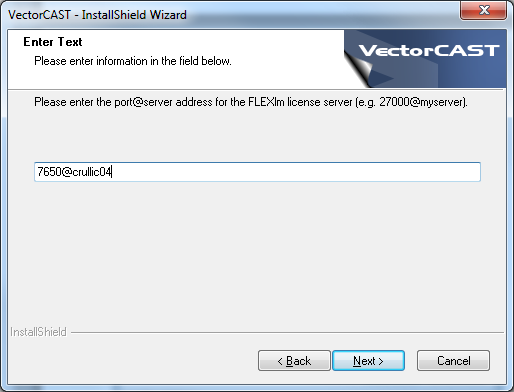 VectorCAST - InstallShield Wizard
Enter Text
Please enter information in the field below.
VectorCAST
Please enter the port@server address for the FLEXlm license server (e.g. 27000@myserver).
7650@crullic04
InstallShield
< Back
Next >
Cancel